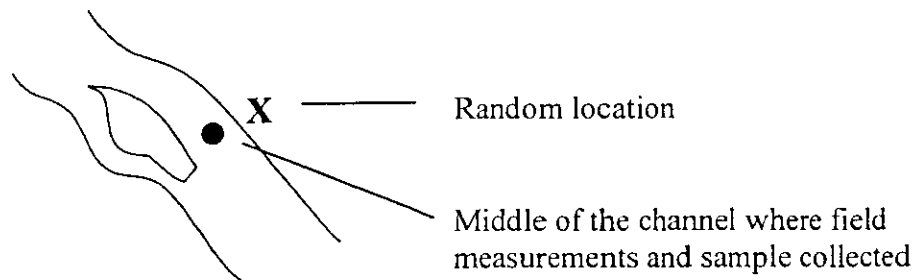 X
Random location
Middle of the channel where field
measurements and sample collected